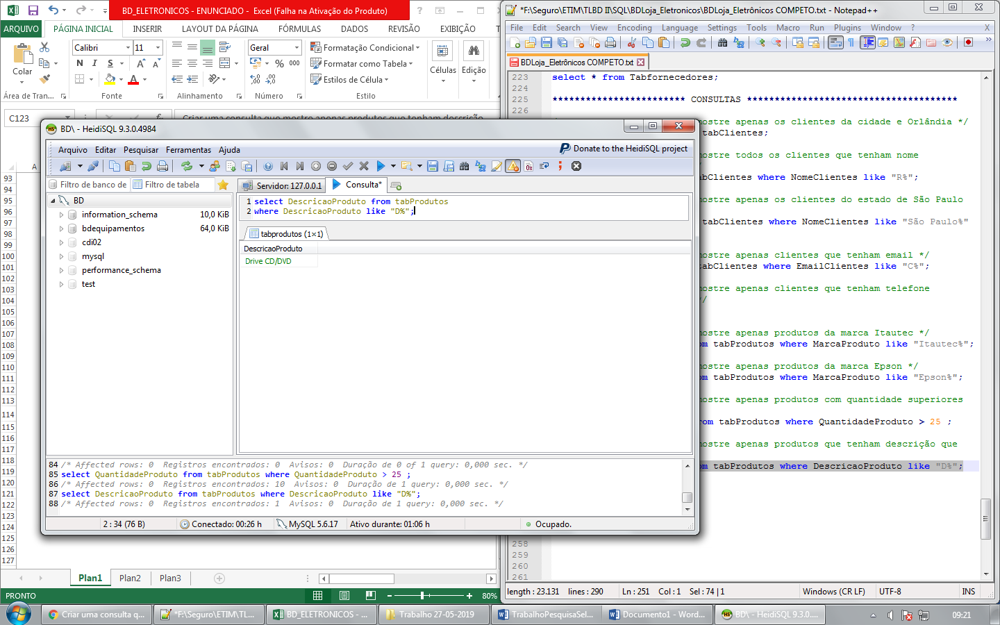 BD_ELETRONICOS - ENUNCIADO - Excel (Falha na Ativação do Produto)
ARQUIVO PÁGINA INICIAL INSERIR LAYOUT DA PÁGINA FÓRMULAS DADOS REVISÃO EXIBIÇÃO
Calibri 11 Geral
Colar
N I S
Formatação Condicional
Formatar como Tabela
Estilos de Célula
Células Edição
% 000
Área de Tran... Fonte Alinhamento Número Estilo
C123
Criar uma consulta que mostre apenas produtos que tenham descrição
A
93
94
95
96
97
98
99
100
101
102
103
104
105
106
107
108
109
110
111
112
113
114
115
116
117
118
119
120
121
122
123
124
125
126
127
Plan1 Plan2 Plan3
PRONTO 80%
*F:\Seguro\ETIM\TLBD II\SQL\BDLoja_Eletronicos\BDLoja_Eletrônicos COMPETO.txt - Notepad++
File Edit Search View Encoding Language Settings Tools Macro Run Plugins Window ? X
BDLoja_Eletrônicos COMPETO.txt
223 select * from Tabfornecedores;
224
225 ************************ CONSULTAS **************************************
226
mostre apenas os clientes da cidade e Orlândia */
tabClientes;
mostre todos os clientes que tenham nome
abClientes where NomeClientes like "R%";
mostre apenas os clientes do estado de São Paulo
tabClientes where NomeClientes like "São Paulo%"
mostre apenas clientes que tenham email */
tabClientes where EmailClientes like "C%";
mostre apenas clientes que tenham telefone
*/
mostre apenas produtos da marca Itautec */
om tabProdutos where MarcaProduto like "Itautec%";
mostre apenas produtos da marca Epson */
om tabProdutos where MarcaProduto like "Epson%";
mostre apenas produtos com quantidade superiores
rom tabProdutos where QuantidadeProduto > 25 ;
mostre apenas produtos que tenham descrição que
om tabProdutos where DescricaoProduto like "D%";
258
259
260
261
length : 23.131 lines : 290 Ln : 251 Col : 1 Sel : 74 | 1 Windows (CR LF) UTF-8 INS
BD\ - HeidiSQL 9.3.0.4984
Arquivo Editar Pesquisar Ferramentas Ajuda
Donate to the HeidiSQL project
Filtro de banco de Filtro de tabela
Servidor: 127.0.0.1 Consulta*
BD
information_schema 10,0 KiB
bdequipamentos 64,0 KiB
cdi02
mysql
performance_schema
test
1 select DescricaoProduto from tabProdutos
2 where DescricaoProduto like "D%";
tabprodutos (1×1)
DescricaoProduto
Drive CD/DVD
84 /* Affected rows: 0 Registros encontrados: 0 Avisos: 0 Duração de 0 of 1 query: 0,000 sec. */
85 select QuantidadeProduto from tabProdutos where QuantidadeProduto > 25 ;
86 /* Affected rows: 0 Registros encontrados: 10 Avisos: 0 Duração de 1 query: 0,000 sec. */
87 select DescricaoProduto from tabProdutos where DescricaoProduto like "D%";
88 /* Affected rows: 0 Registros encontrados: 1 Avisos: 0 Duração de 1 query: 0,000 sec. */
2 : 34 (76 B) Conectado: 00:26 h MySQL 5.6.17 Ativo durante: 01:06 h Ocupado.
Criar uma consulta q...
*F:\Seguro\ETIM\TL...
BD_ELETRONICOS - ...
Trabalho 27-05-2019
TrabalhoPesquisaSel...
Documento1 - Word...
BD\ - HeidiSQL 9.3.0....
09:21